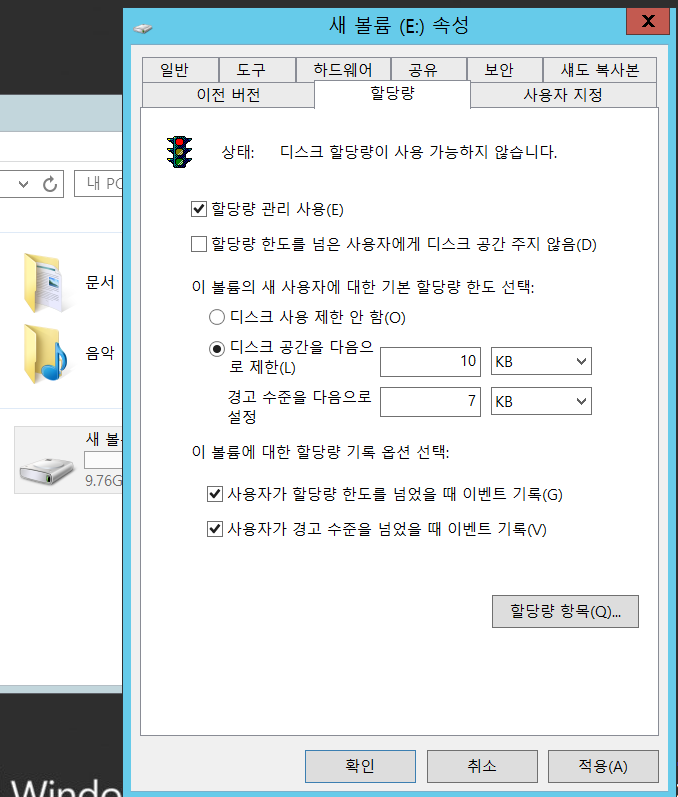 새 볼륨 (E:) 속성
일반 도구 하드웨어 공유 보안 섀도 복사본
이전 버전 할당량 사용자 지정
상태: 디스크 할당량이 사용 가능하지 않습니다.
내 PC
할당량 관리 사용(E)
할당량 한도를 넘은 사용자에게 디스크 공간 주지 않음(D)
문서
이 볼륨의 새 사용자에 대한 기본 할당량 한도 선택:
디스크 사용 제한 안 함(O)
음악
디스크 공간을 다음으
로 제한(L)
10 KB
경고 수준을 다음으로
설정
7 KB
새 볼
9.76G
이 볼륨에 대한 할당량 기록 옵션 선택:
사용자가 할당량 한도를 넘었을 때 이벤트 기록(G)
사용자가 경고 수준을 넘었을 때 이벤트 기록(V)
할당량 항목(Q)...
확인 취소 적용(A)
Windo